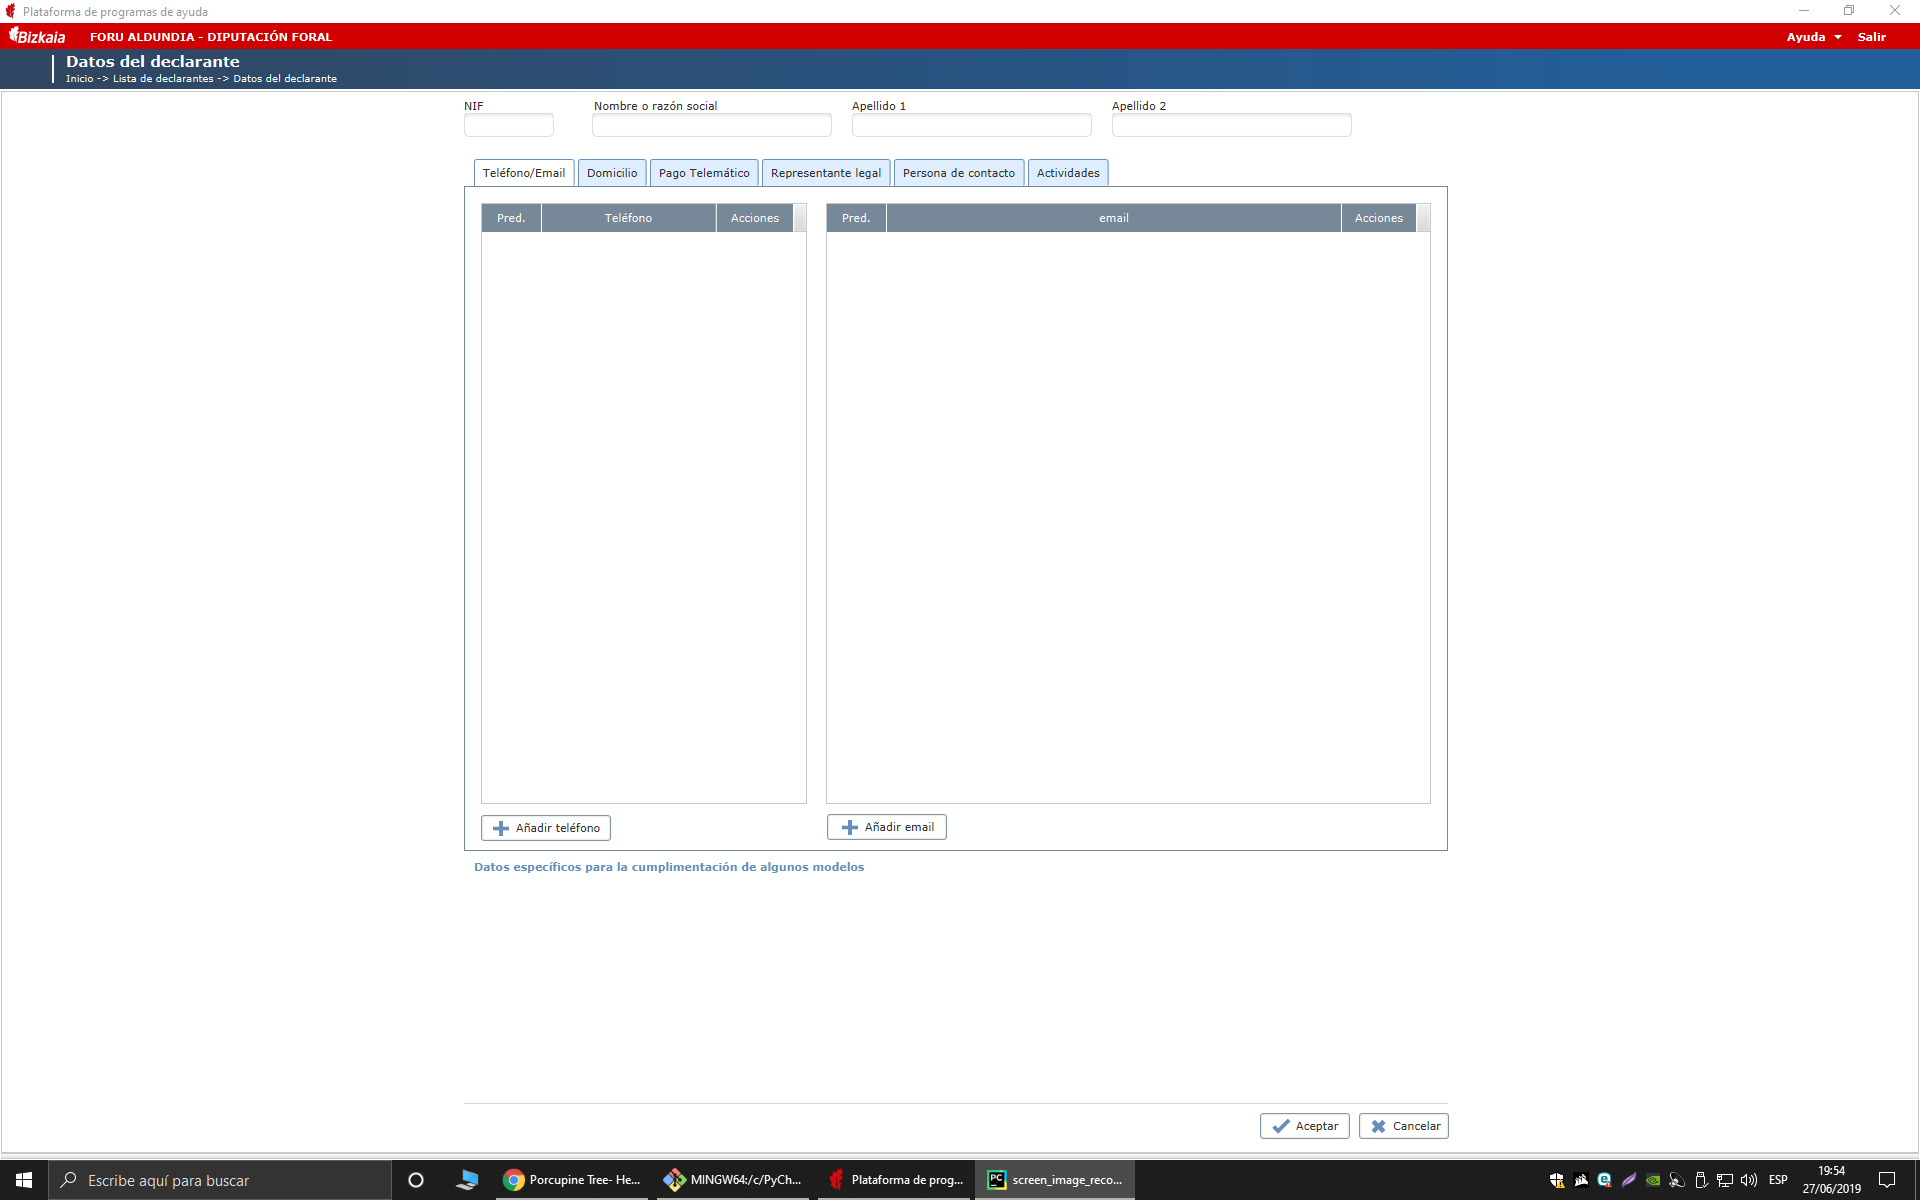 Plataforma de programas de ayuda
Bizkaia FORU ALDUNDIA - DIPUTACIÓN FORAL Ayuda Salir
Datos del declarante
Inicio -> Lista de declarantes -> Datos del declarante
NIF Nombre o razón social Apellido 1 Apellido 2
Teléfono/Email Domicilio Pago Telemático Representante legal Persona de contacto Actividades
Pred. Teléfono Acciones Pred. email Acciones
Añadir teléfono Añadir email
Datos específicos para la cumplimentación de algunos modelos
Aceptar Cancelar
Escribe aquí para buscar Porcupine Tree- He... MINGW64:/c/PyCh... Plataforma de prog... PC screen_image_reco... ESP 19:54
27/06/2019